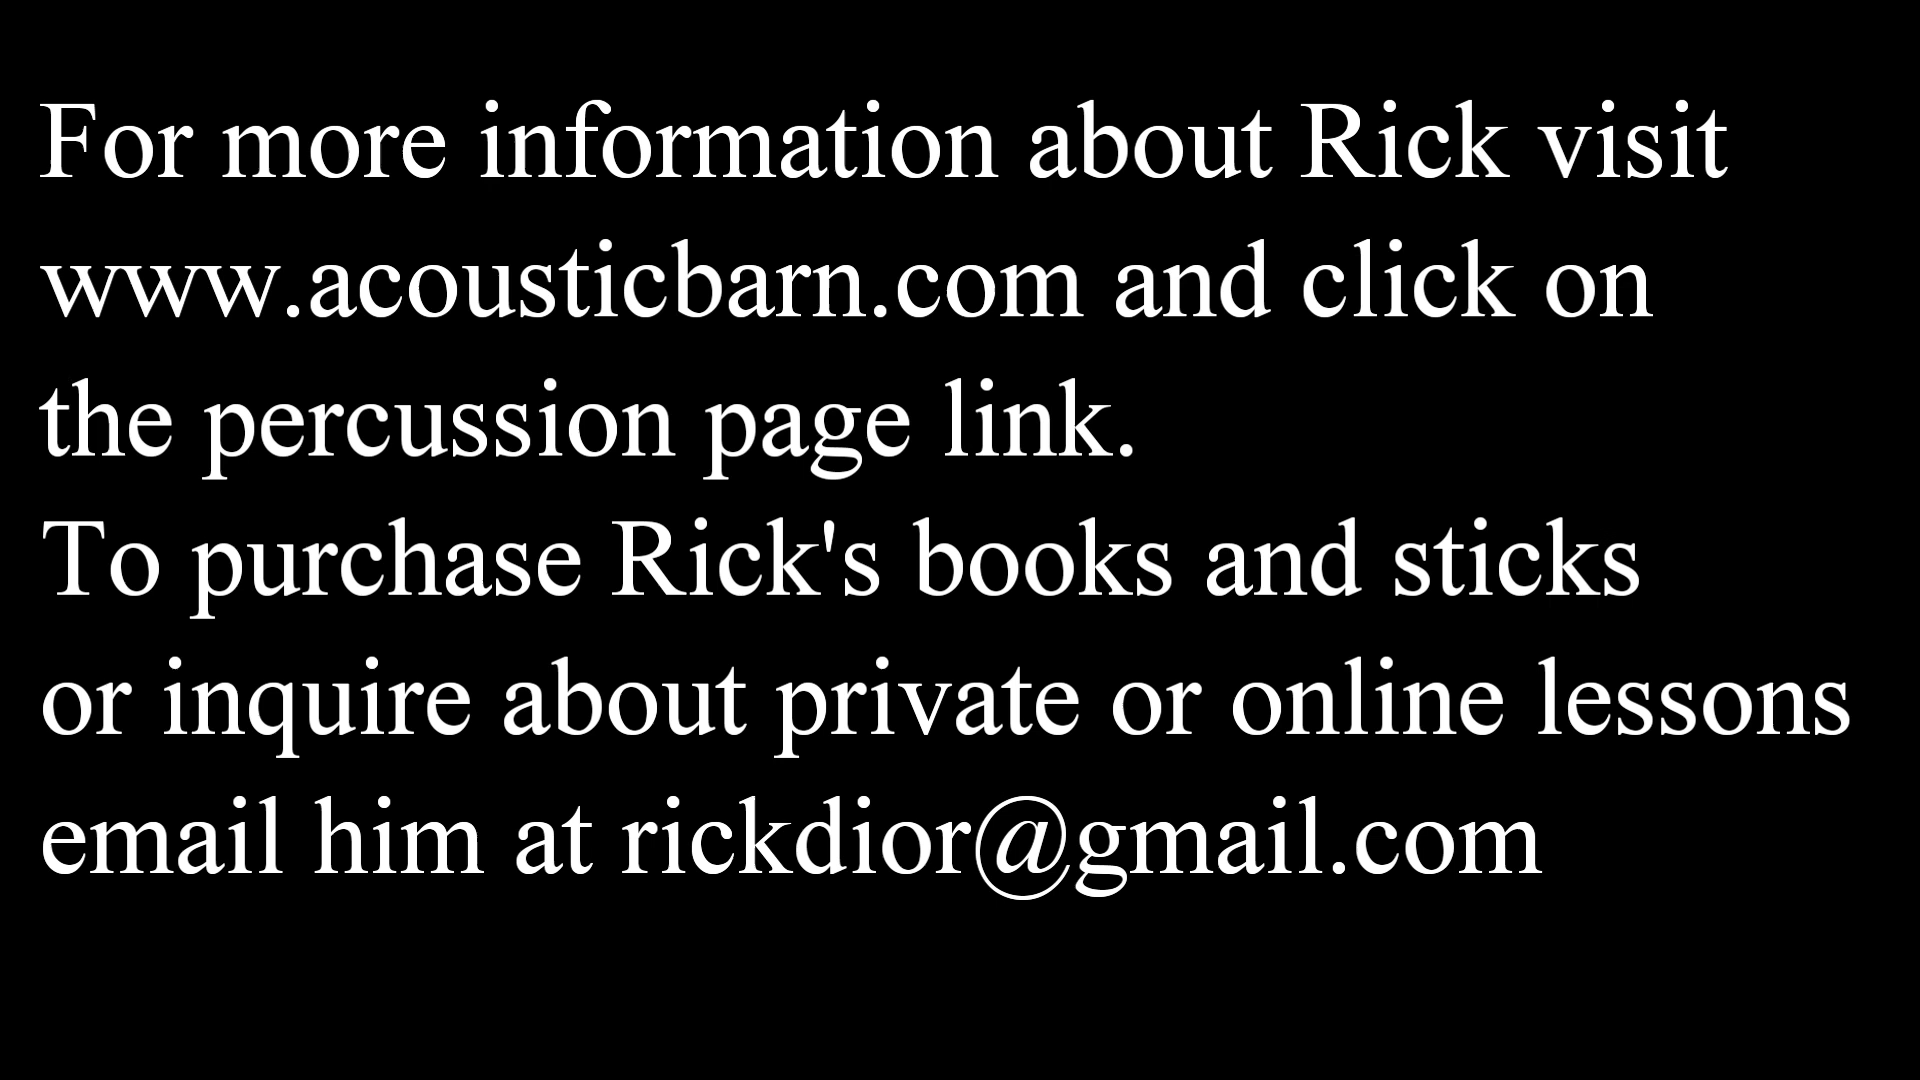 For more information about Rick visit
www.acousticbarn.com and click on
the percussion page link.
To purchase Rick's books and sticks
or inquire about private or online lessons
email him at rickdior@gmail.com